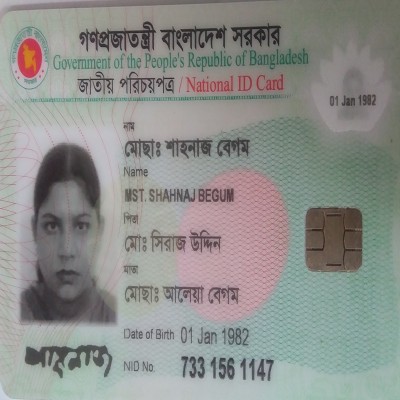 গণপ্রজাতন্ত্রী বাংলাদেশ সরকার
Government of the People's Republic of Bangladesh
জাতীয় পরিচয়পত্র / National ID Card
01 Jan 1982
নাম
মোছাঃ শাহনাজ বেগম
Name
MST. SHAHNAJ BEGUM
পিতা
মোঃ সিরাজ উদ্দিন
মাতা
মোছাঃ আলেয়া বেগম
Date of Birth 01 Jan 1982
শাহনাজ
NID No. 733 156 1147